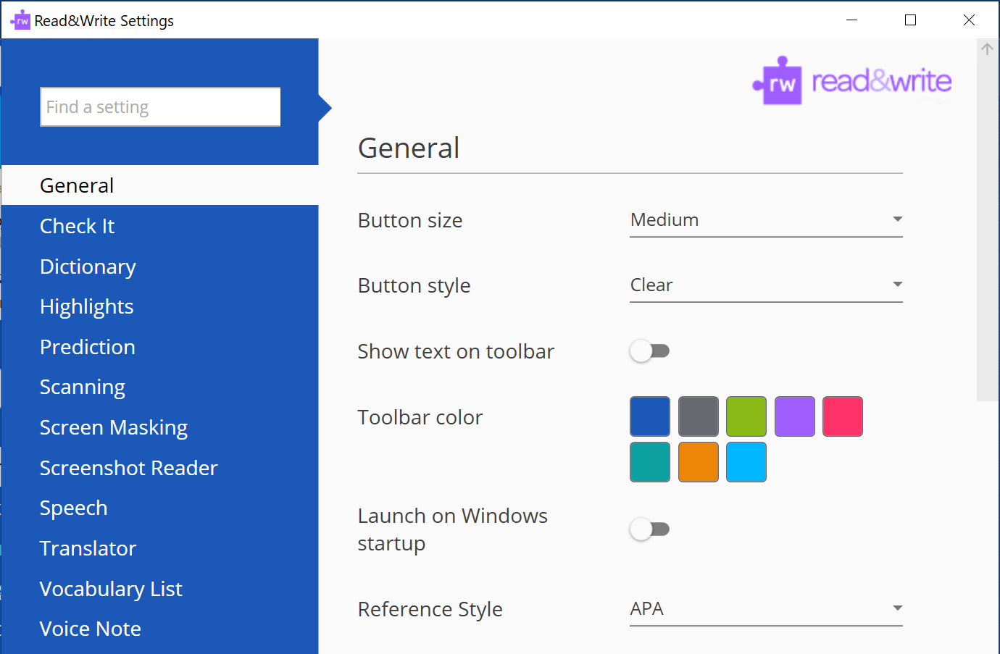 rw Read&Write Settings
rw read&write
Find a setting
General
Check It
Dictionary
Highlights
Prediction
Scanning
Screen Masking
Screenshot Reader
Speech
Translator
Vocabulary List
Voice Note
General
Button size Medium
Button style Clear
Show text on toolbar
Toolbar color
Launch on Windows
startup
Reference Style APA